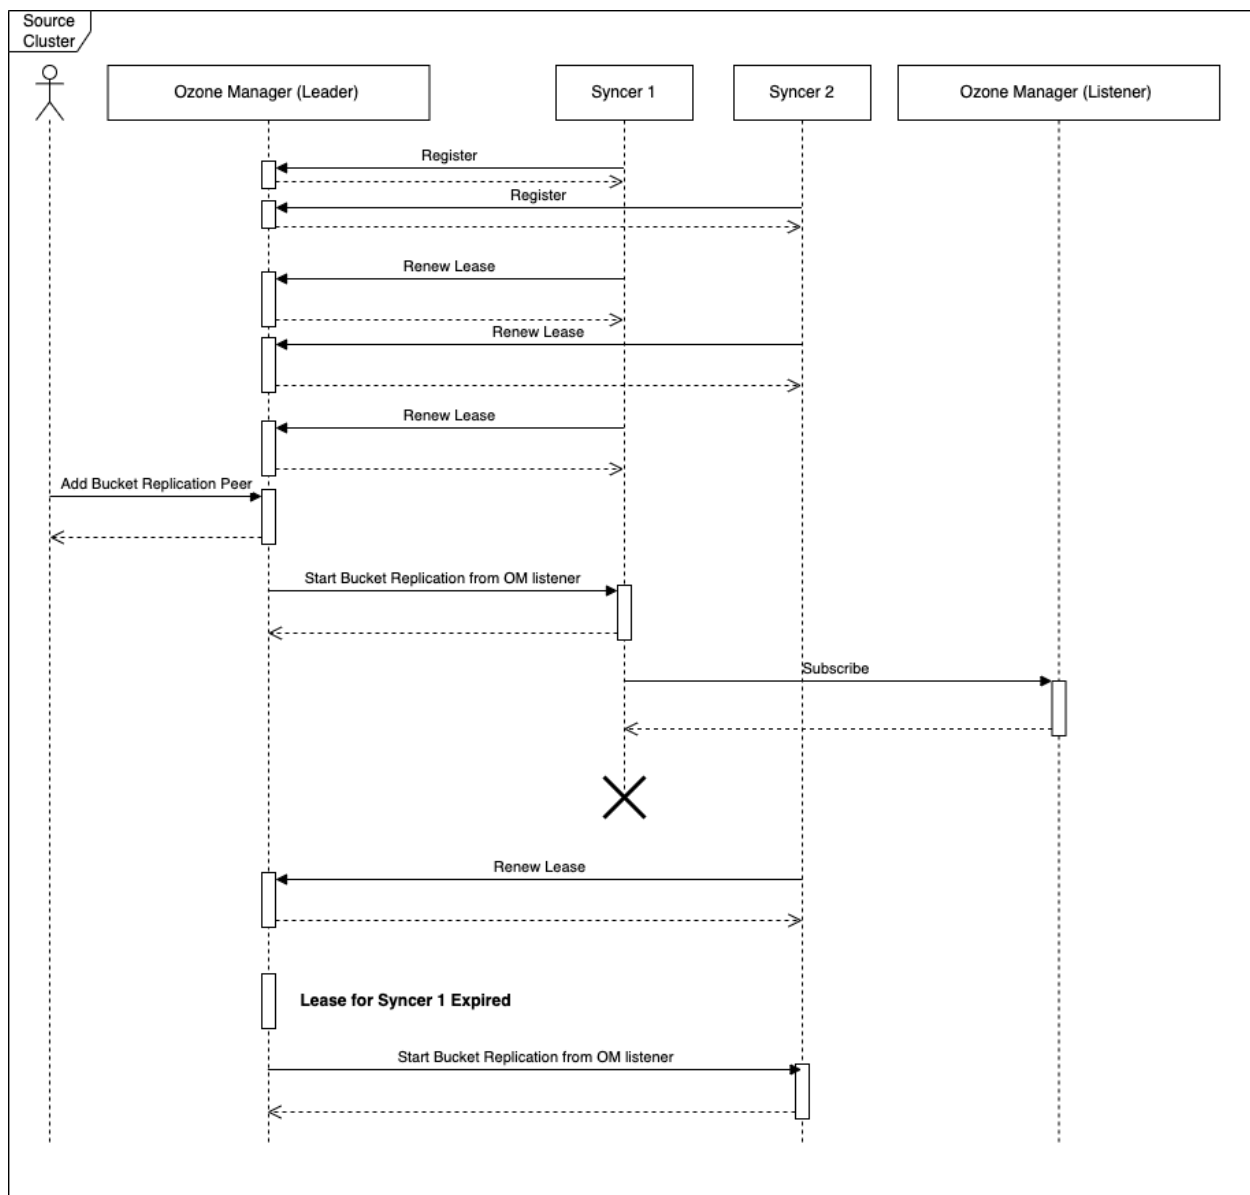 Source
Cluster
Ozone Manager (Leader)
Syncer 1
Syncer 2
Ozone Manager (Listener)
Register
Register
Renew Lease
Renew Lease
Renew Lease
Add Bucket Replication Peer
Start Bucket Replication from OM listener
Subscribe
Renew Lease
Lease for Syncer 1 Expired
Start Bucket Replication from OM listener